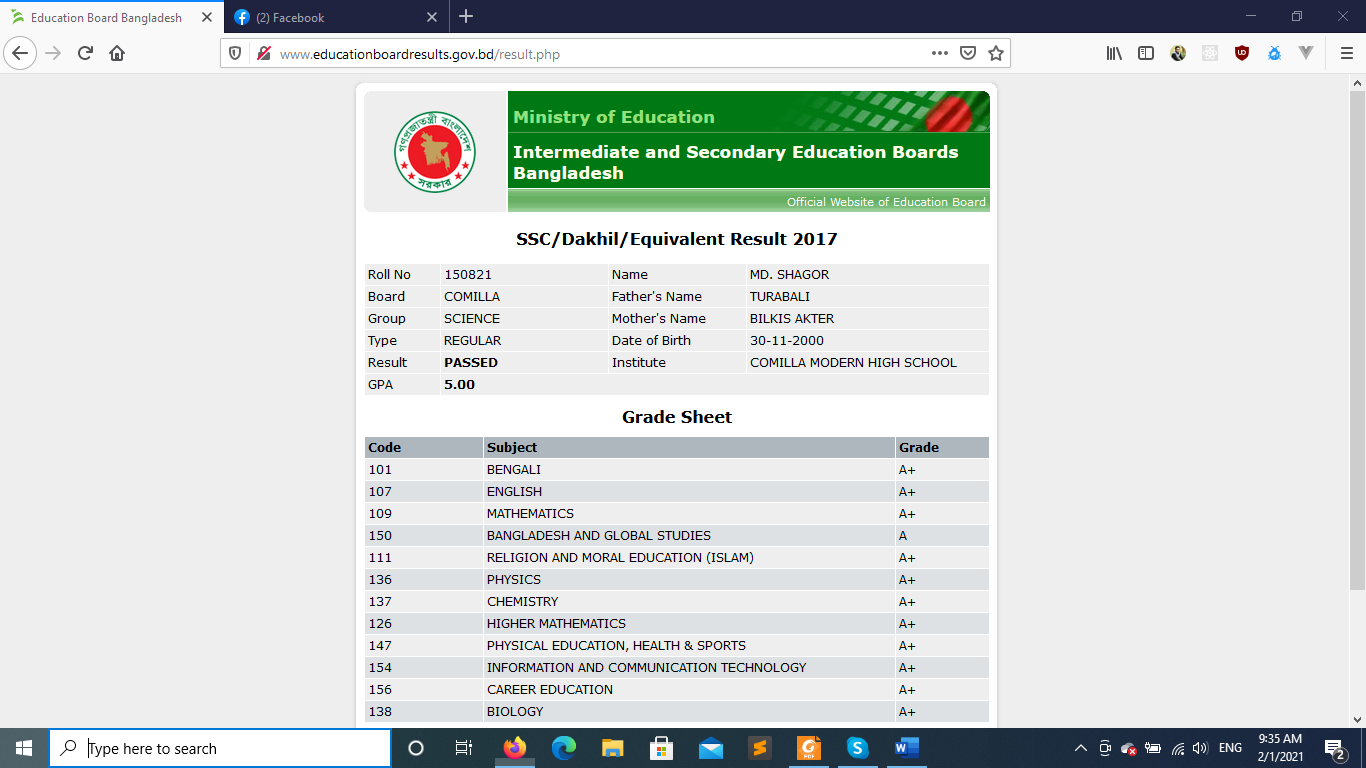 Education Board Bangladesh
(2) Facebook
www.educationboardresults.gov.bd/result.php
গণপ্রজাতন্ত্রী বাংলাদেশ
সরকার
Ministry of Education
Intermediate and Secondary Education Boards
Bangladesh
Official Website of Education Board
SSC/Dakhil/Equivalent Result 2017
Roll No 150821 Name MD. SHAGOR
Board COMILLA Father's Name TURABALI
Group SCIENCE Mother's Name BILKIS AKTER
Type REGULAR Date of Birth 30-11-2000
Result PASSED Institute COMILLA MODERN HIGH SCHOOL
GPA 5.00
Grade Sheet
Code Subject Grade
101 BENGALI A+
107 ENGLISH A+
109 MATHEMATICS A+
150 BANGLADESH AND GLOBAL STUDIES A
111 RELIGION AND MORAL EDUCATION (ISLAM) A+
136 PHYSICS A+
137 CHEMISTRY A+
126 HIGHER MATHEMATICS A+
147 PHYSICAL EDUCATION, HEALTH & SPORTS A+
154 INFORMATION AND COMMUNICATION TECHNOLOGY A+
156 CAREER EDUCATION A+
138 BIOLOGY A+
Type here to search
ENG
9:35 AM
2/1/2021
2